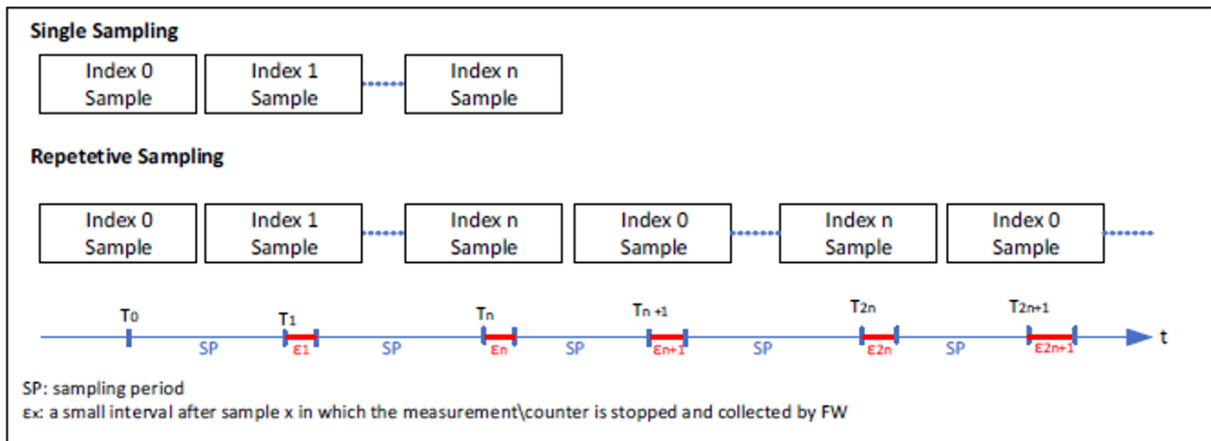 Single Sampling
Index 0 Index 1 Index n
Sample Sample Sample
Repetetive Sampling
Index 0 Index 1 Index n Index 0 Index n Index 0
Sample Sample Sample Sample Sample Sample
T0 T1 Tn Tn +1 T2n T2n+1
SP ε1 SP εn SP εn+1 SP ε2n SP ε2n+1 t
SP: sampling period
εx: a small interval after sample x in which the measurement\counter is stopped and collected by FW